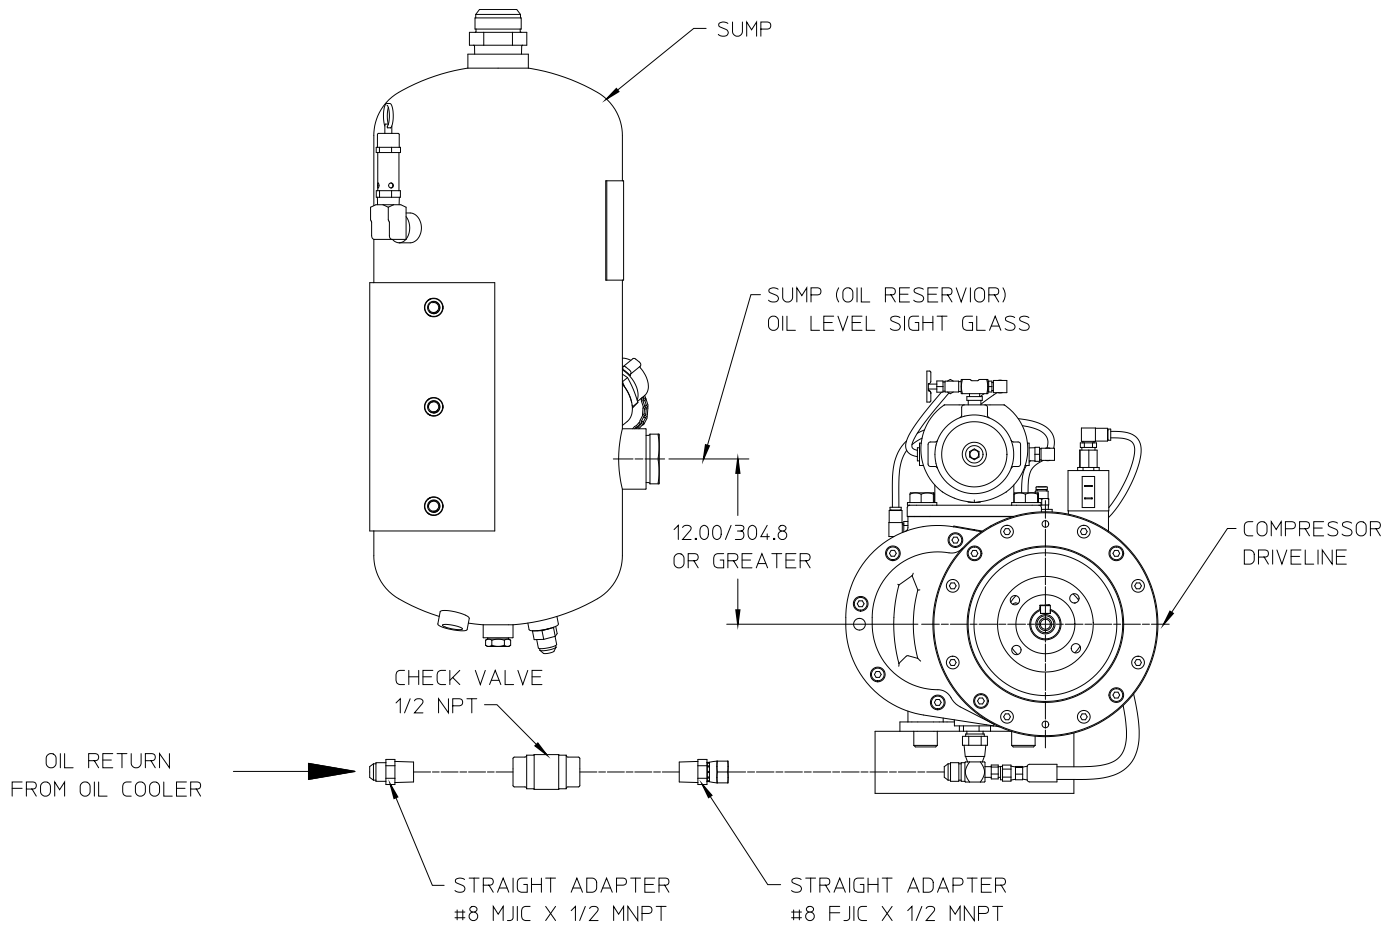 SUMP
SUMP (OIL RESERVIOR)
OIL LEVEL SIGHT GLASS
12.00/304.8
OR GREATER
COMPRESSOR
DRIVELINE
CHECK VALVE
1/2 NPT
OIL RETURN
FROM OIL COOLER
STRAIGHT ADAPTER
#8 MJIC X 1/2 MNPT
STRAIGHT ADAPTER
#8 FJIC X 1/2 MNPT